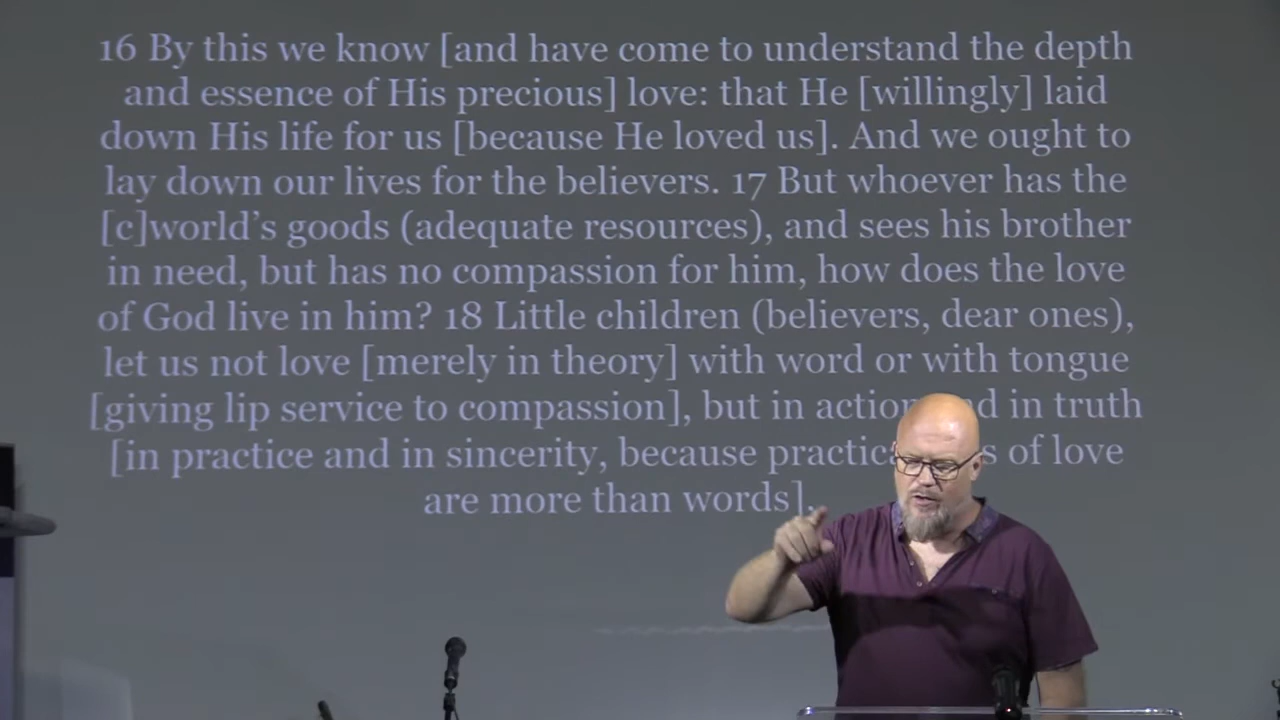 16 By this we know [and have come to understand the depth
and essence of His precious] love: that He [willingly] laid
down His life for us [because He loved us]. And we ought to
lay down our lives for the believers. 17 But whoever has the
[c]world’s goods (adequate resources), and sees his brother
in need, but has no compassion for him, how does the love
of God live in him? 18 Little children (believers, dear ones),
let us not love [merely in theory] with word or with tongue
[giving lip service to compassion], but in action and in truth
[in practice and in sincerity, because practical of love
are more than words].